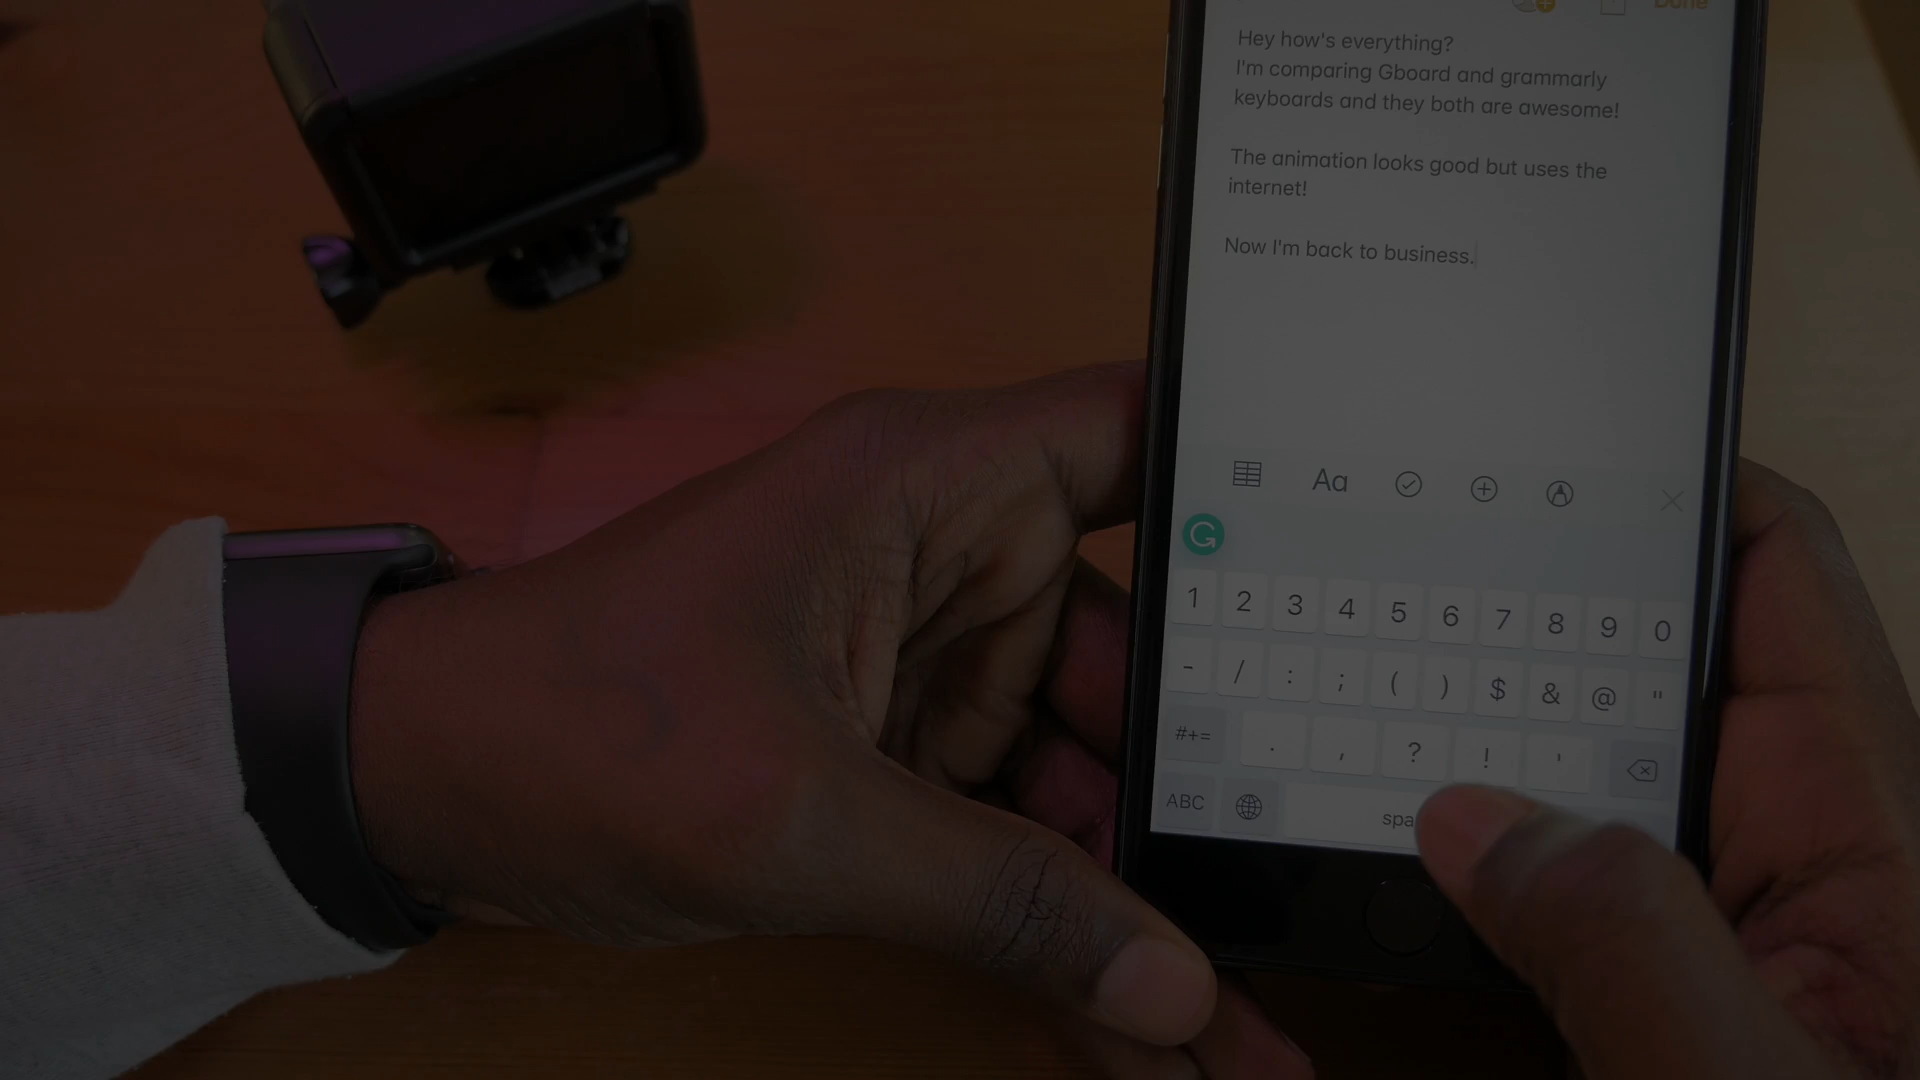 Done
Hey how's everything?
I'm comparing Gboard and grammarly
keyboards and they both are awesome!
The animation looks good but uses the
internet!
Now I'm back to business.
Aa
1 2 3 4 5 6 7 8 9 0
- / : ; ( ) $ & @ "
#+= . , ? ! '
ABC spa